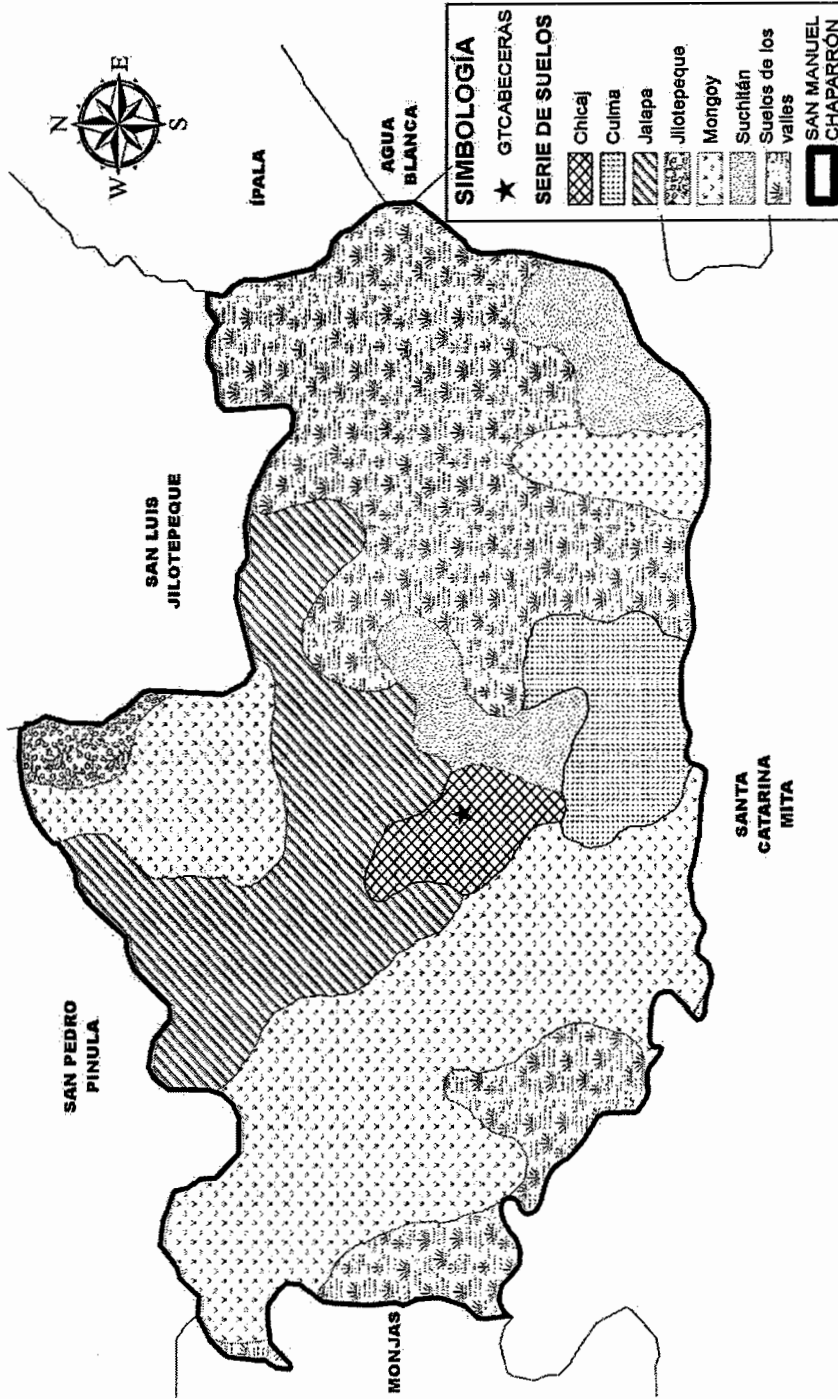 N
W
E
S
SAN PEDRO
PINULA
SAN LUIS
JILOTEPEQUE
ÍPALA
AGUA
BLANCA
MONJAS
SANTA
CATARINA
MITA
SIMBOLOGÍA
GTCABECERAS
SERIE DE SUELOS
Chicaj
Culma
Jalapa
Jilotepeque
Mongoy
Suchitán
Suelos de los
valles
SAN MANUEL
CHAPARRÓN